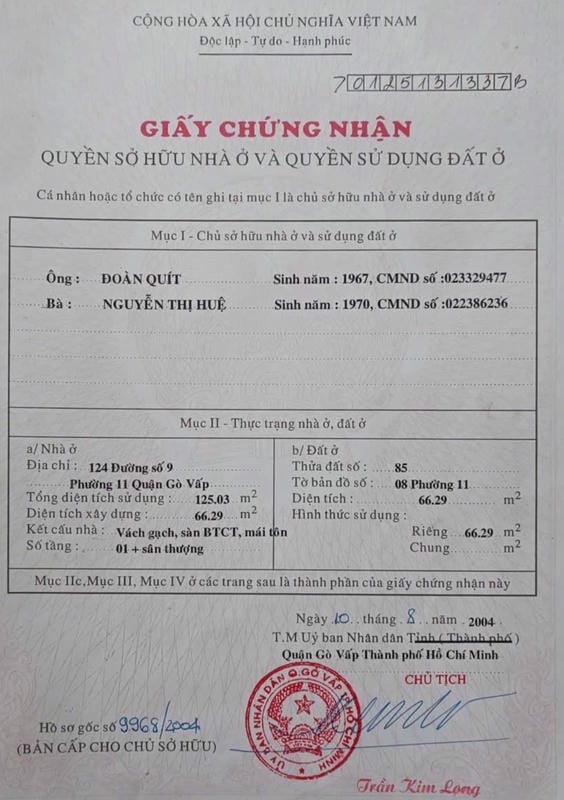 CỘNG HÒA XÃ HỘI CHỦ NGHĨA VIỆT NAM
Độc lập - Tự do - Hạnh phúc
701251313378
GIẤY CHỨNG NHẬN
QUYỀN SỞ HỮU NHÀ Ở VÀ QUYỀN SỬ DỤNG ĐẤT Ở
Cá nhân hoặc tổ chức có tên ghi tại mục I là chủ sở hữu nhà ở và sử dụng đất ở
Mục I - Chủ sở hữu nhà ở và sử dụng đất ở
Ông : ĐOÀN QUÍT Sinh năm : 1967, CMND số :023329477
Bà : NGUYỄN THỊ HUỆ Sinh năm : 1970, CMND số :022386236
Mục II - Thực trạng nhà ở, đất ở
a/ Nhà ở
Địa chỉ : 124 Đường số 9
Phường 11 Quận Gò Vấp
Tổng diện tích sử dụng : 125.03 m2
Diện tích xây dựng : 66.29 m2
Kết cấu nhà : Vách gạch, sàn BTCT, mái tôn
Số tầng : 01 + sân thượng
b/ Đất ở
Thửa đất số : 85
Tờ bản đồ số : 08 Phường 11
Diện tích : 66.29 m2
Hình thức sử dụng :
Riêng 66.29 m2
Chung m2
Mục IIc,Mục III, Mục IV ở các trang sau là thành phần của giấy chứng nhận này
Ngày 10 tháng 8 năm 2004
T.M Uỷ ban Nhân dân Tỉnh ( Thành phố )
Quận Gò Vấp Thành phố Hồ Chí Minh
CHỦ TỊCH
ỦY BAN NHÂN DÂN Q.GÒ VẤP T.P HỒ CHÍ MINH
Hồ sơ gốc số 9968/2004
(BẢN CẤP CHO CHỦ SỞ HỮU)
Trần Kim Long